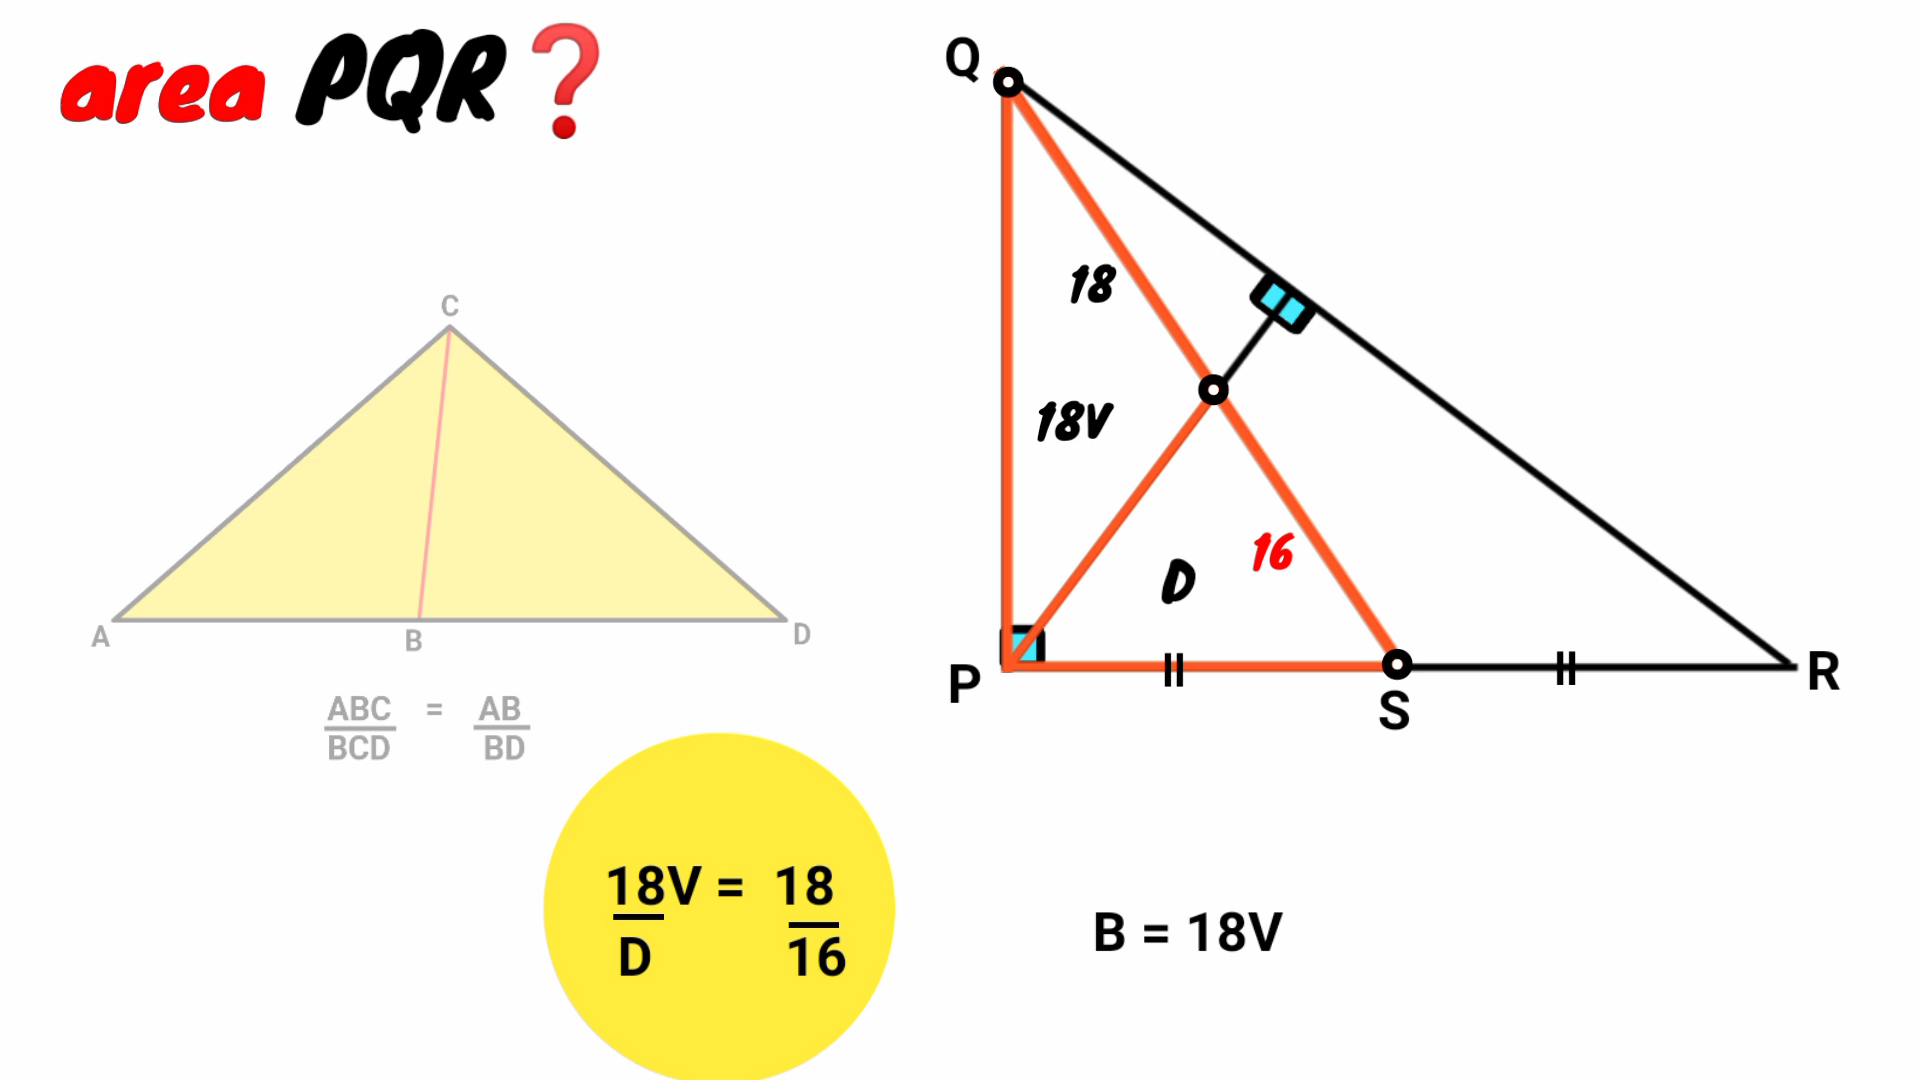 area PQR❓
Q
18
18V
16
D
P
S
R
C
A
B
D
ABC = AB
BCD BD
18V = 18
D 16
B = 18V